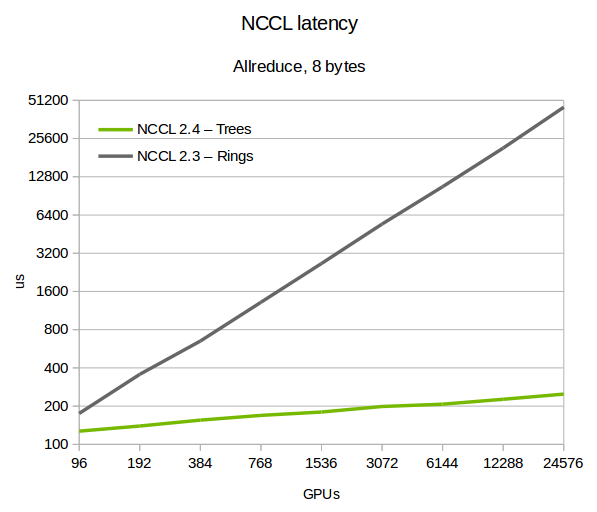 NCCL latency
Allreduce, 8 bytes
51200
25600
12800
6400
3200
1600
800
400
200
100
us
NCCL 2.4 – Trees
NCCL 2.3 – Rings
96 192 384 768 1536 3072 6144 12288 24576
GPUs